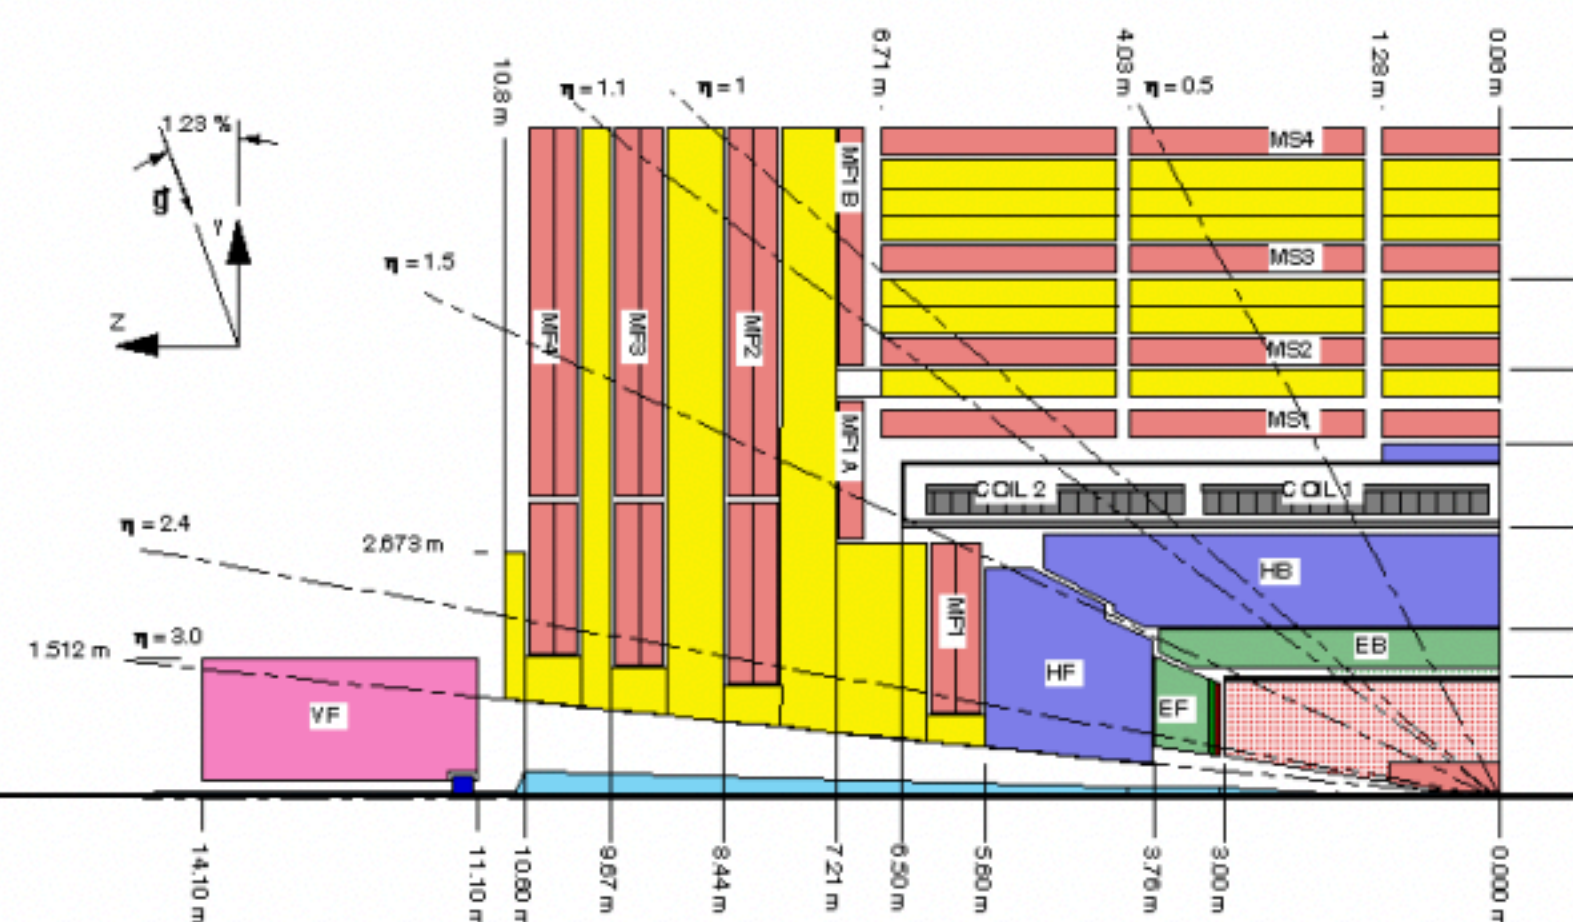 6.71 m
4.03 m
1.28 m
0.08 m
10.8 m
η = 1.1
η = 1
η = 0.5
1.23 %
MS4
MF1 B
g
Y
MS3
η = 1.5
Z
MF4
MF3
MF2
MS2
MS1
MF1 A
COIL 2
COIL 1
η = 2.4
2.673 m
HB
MF1
η = 3.0
1.512 m
EB
HF
EF
VF
14.10 m
11.10 m
10.60 m
9.67 m
8.44 m
7.21 m
6.50 m
5.60 m
3.76 m
3.00 m
0.000 m